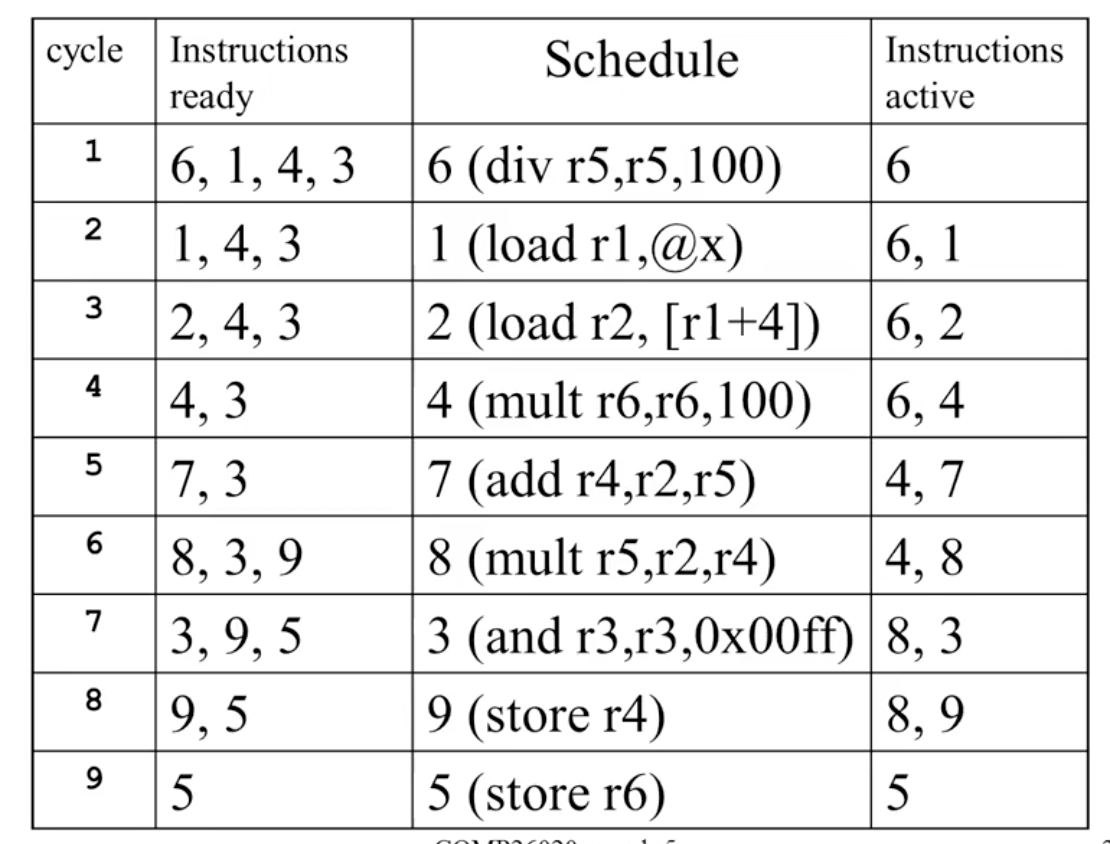 cycle Instructions ready Schedule Instructions active
1 6, 1, 4, 3 6 (div r5,r5,100) 6
2 1, 4, 3 1 (load r1,@x) 6, 1
3 2, 4, 3 2 (load r2, [r1+4]) 6, 2
4 4, 3 4 (mult r6,r6,100) 6, 4
5 7, 3 7 (add r4,r2,r5) 4, 7
6 8, 3, 9 8 (mult r5,r2,r4) 4, 8
7 3, 9, 5 3 (and r3,r3,0x00ff) 8, 3
8 9, 5 9 (store r4) 8, 9
9 5 5 (store r6) 5